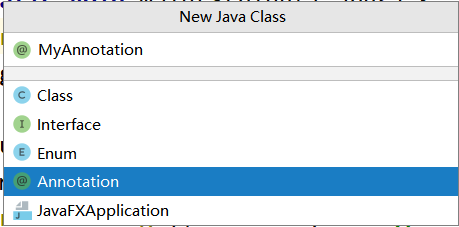 New Java Class
@ MyAnnotation
C Class
I Interface
E Enum
@ Annotation
J JavaFXApplication